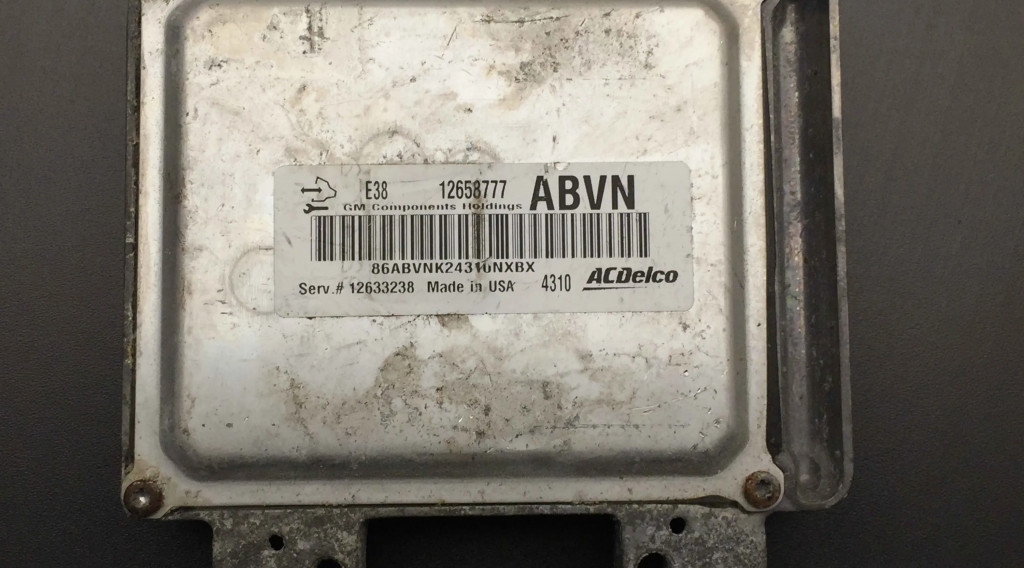 E38 12658777 ABVN
GM Components Holdings
86ABVNK24310NXBX
Serv.# 12633238 Made in USA 4310 ACDelco